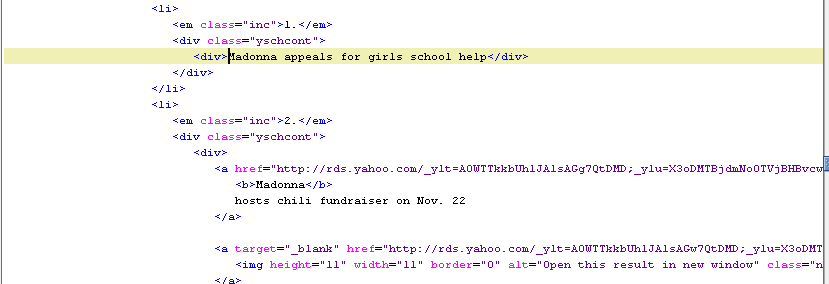 <li>
<em class="inc">1.</em>
<div class="yschcont">
<div>Madonna appeals for girls school help</div>
</div>
</li>
<li>
<em class="inc">2.</em>
<div class="yschcont">
<div>
<a href="http://rds.yahoo.com/_ylt=A0WTTkkbUhlJAlsAGg7QtDMD;_ylu=X3oDMTBjdmNoOTVjBHBvcw
<b>Madonna</b>
hosts chili fundraiser on Nov. 22
</a>
<a target="_blank" href="http://rds.yahoo.com/_ylt=A0WTTkkbUhlJAlsAGw7QtDMD;_ylu=X3oDMT
<img height="11" width="11" border="0" alt="Open this result in new window" class="n
</a>